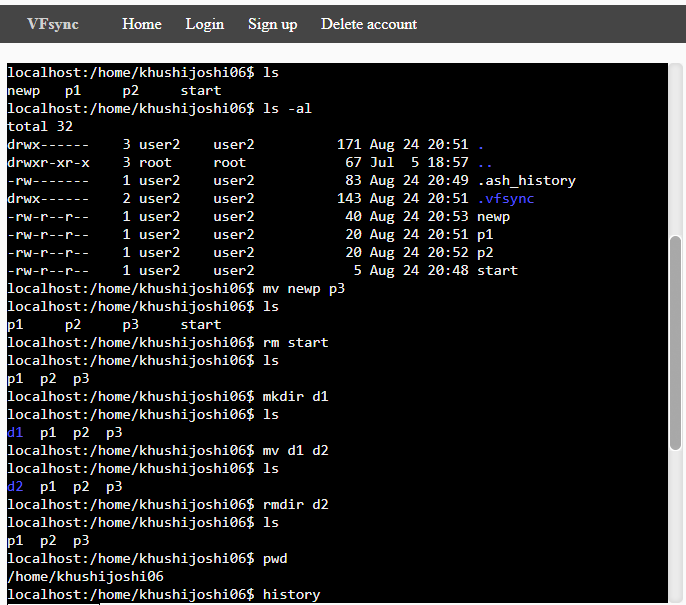 VFsync Home Login Sign up Delete account
localhost:/home/khushijoshi06$ ls
newp   p1     p2     start
localhost:/home/khushijoshi06$ ls -al
total 32
drwx------    3 user2    user2          171 Aug 24 20:51 .
drwxr-xr-x    3 root     root            67 Jul  5 18:57 ..
-rw-------    1 user2    user2           83 Aug 24 20:49 .ash_history
drwx------    2 user2    user2          143 Aug 24 20:51 .vfsync
-rw-r--r--    1 user2    user2           40 Aug 24 20:53 newp
-rw-r--r--    1 user2    user2           20 Aug 24 20:51 p1
-rw-r--r--    1 user2    user2           20 Aug 24 20:52 p2
-rw-r--r--    1 user2    user2            5 Aug 24 20:48 start
localhost:/home/khushijoshi06$ mv newp p3
localhost:/home/khushijoshi06$ ls
p1     p2     p3     start
localhost:/home/khushijoshi06$ rm start
localhost:/home/khushijoshi06$ ls
p1  p2  p3
localhost:/home/khushijoshi06$ mkdir d1
localhost:/home/khushijoshi06$ ls
d1  p1  p2  p3
localhost:/home/khushijoshi06$ mv d1 d2
localhost:/home/khushijoshi06$ ls
d2  p1  p2  p3
localhost:/home/khushijoshi06$ rmdir d2
localhost:/home/khushijoshi06$ ls
p1  p2  p3
localhost:/home/khushijoshi06$ pwd
/home/khushijoshi06
localhost:/home/khushijoshi06$ history